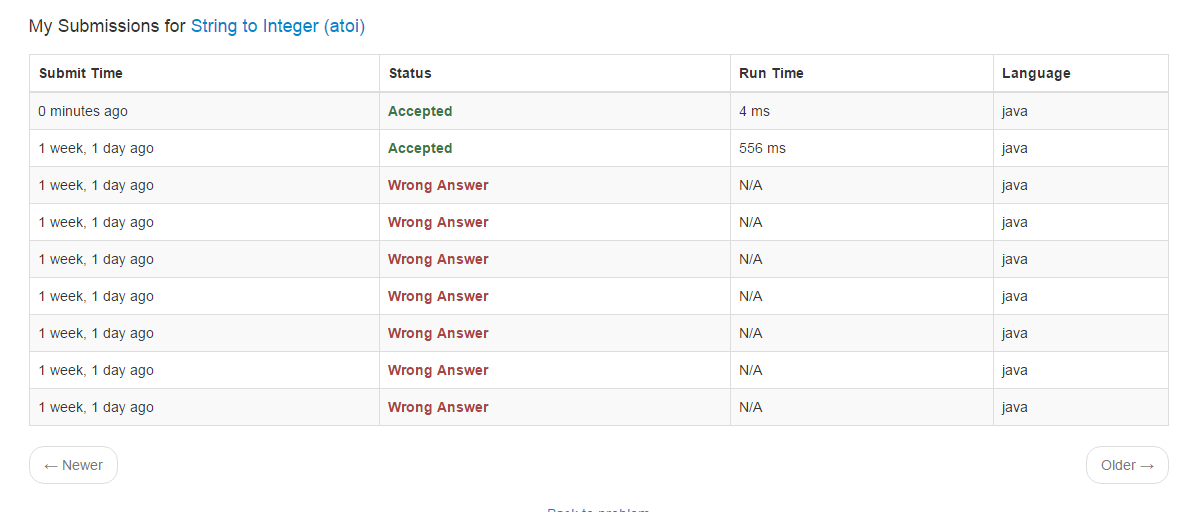 My Submissions for String to Integer (atoi)
Submit Time Status Run Time Language
0 minutes ago Accepted 4 ms java
1 week, 1 day ago Accepted 556 ms java
1 week, 1 day ago Wrong Answer N/A java
1 week, 1 day ago Wrong Answer N/A java
1 week, 1 day ago Wrong Answer N/A java
1 week, 1 day ago Wrong Answer N/A java
1 week, 1 day ago Wrong Answer N/A java
1 week, 1 day ago Wrong Answer N/A java
1 week, 1 day ago Wrong Answer N/A java
← Newer Older →
Back to problem